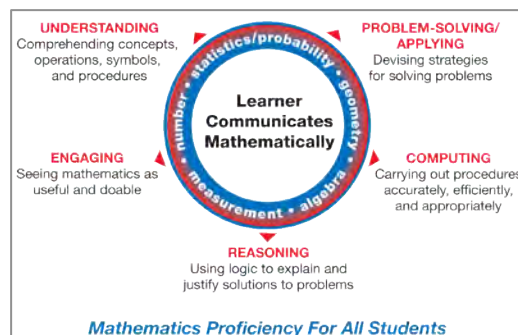 UNDERSTANDING
Comprehending concepts,
operations, symbols,
and procedures
PROBLEM-SOLVING/
APPLYING
Devising strategies
for solving problems
number • statistics/probability • geometry
Learner
Communicates
Mathematically
measurement • algebra
ENGAGING
Seeing mathematics as
useful and doable
COMPUTING
Carrying out procedures
accurately, efficiently,
and appropriately
REASONING
Using logic to explain and
justify solutions to problems
Mathematics Proficiency For All Students